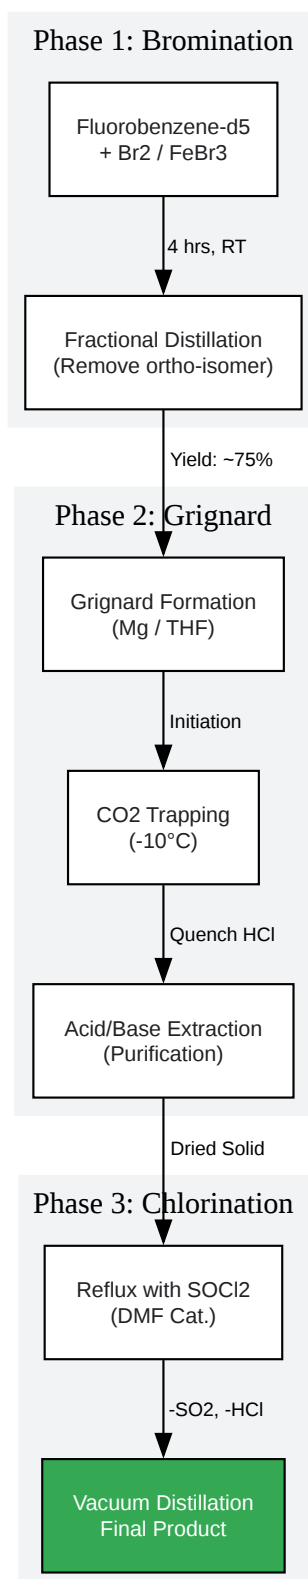 Phase 1: Bromination
Fluorobenzene-d5
+ Br2 / FeBr3
4 hrs, RT
Fractional Distillation
(Remove ortho-isomer)
Yield: ~75%
Phase 2: Grignard
Grignard Formation
(Mg / THF)
Initiation
CO2 Trapping
(-10°C)
Quench HCl
Acid/Base Extraction
(Purification)
Dried Solid
Phase 3: Chlorination
Reflux with SOCl2
(DMF Cat.)
-SO2, -HCl
Vacuum Distillation
Final Product